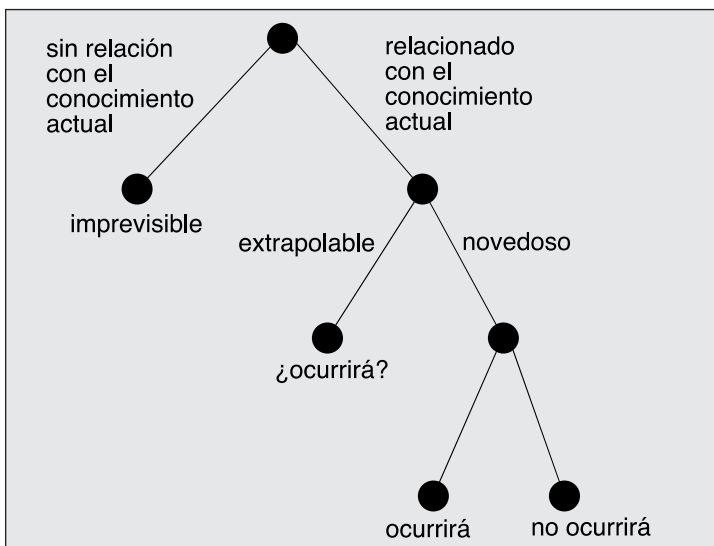 sin relación
con el
conocimiento
actual
relacionado
con el
conocimiento
actual
imprevisible
extrapolable
novedoso
¿ocurrirá?
ocurrirá
no ocurrirá